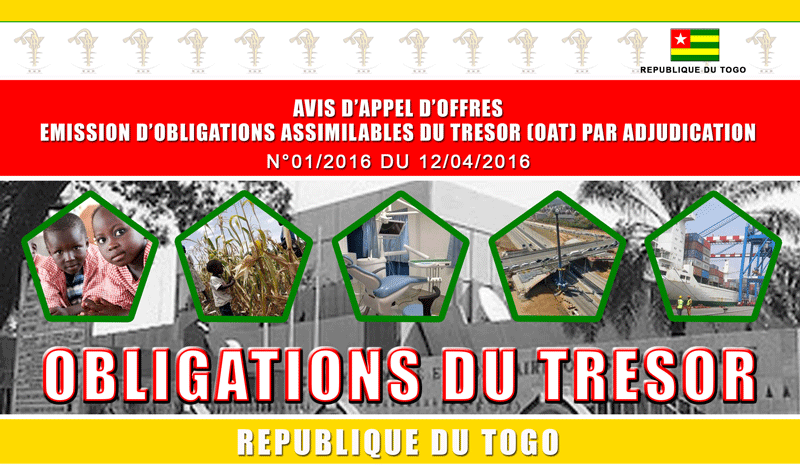 REPUBLIQUE DU TOGO
AVIS D'APPEL D'OFFRES
EMISSION D'OBLIGATIONS ASSIMILABLES DU TRESOR (OAT) PAR ADJUDICATION
N°01/2016 DU 12/04/2016
OBLIGATIONS DU TRESOR
REPUBLIQUE DU TOGO